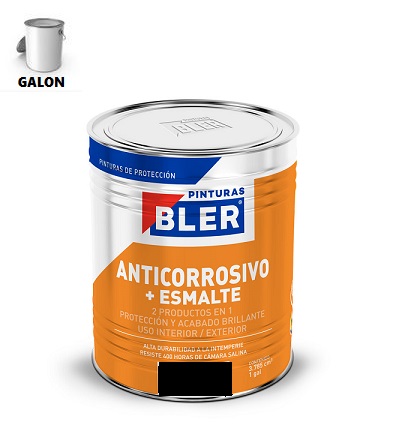 GALON
BLER
PINTURAS DE PROTECCIÓN
PINTURAS
BLER
ANTICORROSIVO
+ ESMALTE
2 PRODUCTOS EN 1
PROTECCIÓN Y ACABADO BRILLANTE
USO INTERIOR / EXTERIOR
ALTA DURABILIDAD A LA INTEMPERIE
RESISTE 400 HORAS DE CÁMARA SALINA
1 gal